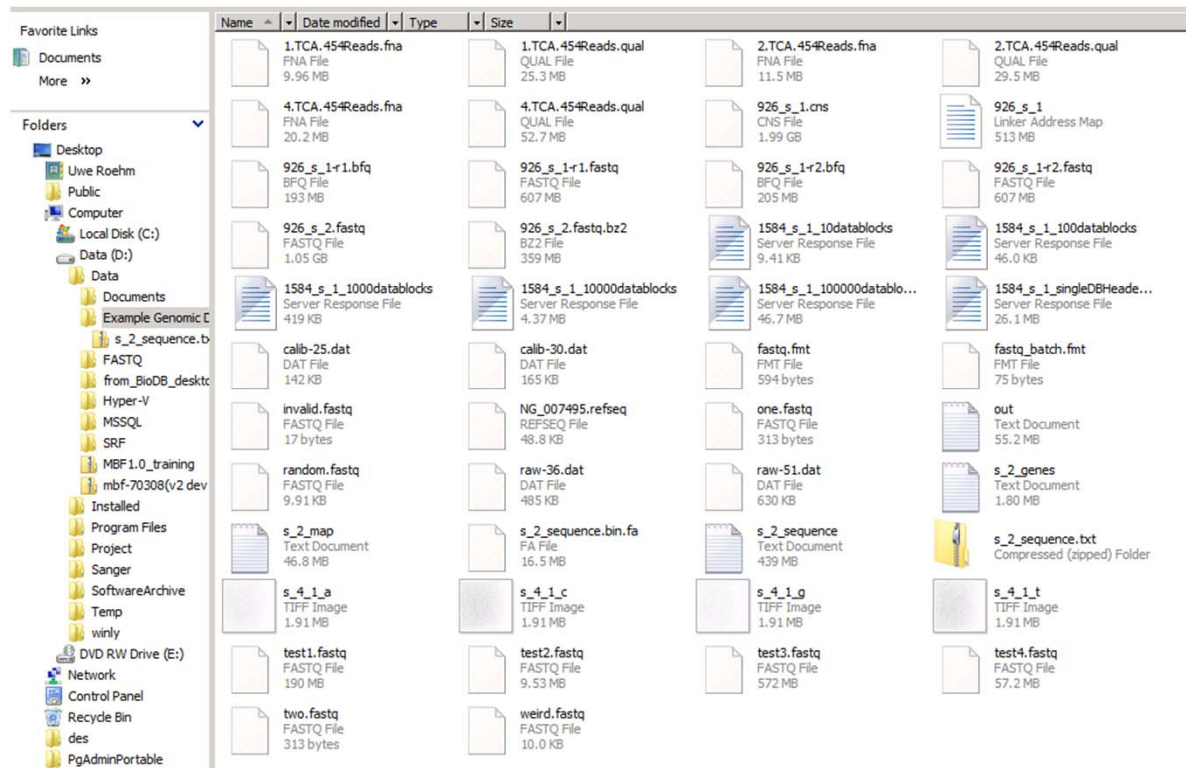 Favorite Links
Documents
More »
Folders
Desktop
Uwe Roehm
Public
Computer
Local Disk (C:)
Data (D:)
Data
Documents
Example Genomic D
s_2_sequence.tx
FASTQ
from_BioDB_deskto
Hyper-V
MSSQL
SRF
MBF1.0_training
mbf-70308(v2 dev
Installed
Program Files
Project
Sanger
SoftwareArchive
Temp
winly
DVD RW Drive (E:)
Network
Control Panel
Recycle Bin
des
PgAdminPortable
Name Date modified Type Size
1.TCA.454Reads.fna
FNA File
9.96 MB
1.TCA.454Reads.qual
QUAL File
25.3 MB
2.TCA.454Reads.fna
FNA File
11.5 MB
2.TCA.454Reads.qual
QUAL File
29.5 MB
4.TCA.454Reads.fna
FNA File
20.2 MB
4.TCA.454Reads.qual
QUAL File
52.7 MB
926_s_1.cns
CNS File
1.99 GB
926_s_1
Linker Address Map
513 MB
926_s_1-r1.bfq
BFQ File
193 MB
926_s_1-r1.fastq
FASTQ File
607 MB
926_s_1-r2.bfq
BFQ File
205 MB
926_s_1-r2.fastq
FASTQ File
607 MB
926_s_2.fastq
FASTQ File
1.05 GB
926_s_2.fastq.bz2
BZ2 File
359 MB
1584_s_1_10datablocks
Server Response File
9.41 KB
1584_s_1_100datablocks
Server Response File
46.0 KB
1584_s_1_1000datablocks
Server Response File
419 KB
1584_s_1_10000datablocks
Server Response File
4.37 MB
1584_s_1_100000datablo...
Server Response File
46.7 MB
1584_s_1_singleDBHeade...
Server Response File
26.1 MB
calib-25.dat
DAT File
142 KB
calib-30.dat
DAT File
165 KB
fastq.fmt
FMT File
594 bytes
fastq_batch.fmt
FMT File
75 bytes
invalid.fastq
FASTQ File
17 bytes
NG_007495.refseq
REFSEQ File
48.8 KB
one.fastq
FASTQ File
313 bytes
out
Text Document
55.2 MB
random.fastq
FASTQ File
9.91 KB
raw-36.dat
DAT File
485 KB
raw-51.dat
DAT File
630 KB
s_2_genes
Text Document
1.80 MB
s_2_map
Text Document
46.8 MB
s_2_sequence.bin.fa
FA File
16.5 MB
s_2_sequence
Text Document
439 MB
s_2_sequence.txt
Compressed (zipped) Folder
s_4_1_a
TIFF Image
1.91 MB
s_4_1_c
TIFF Image
1.91 MB
s_4_1_g
TIFF Image
1.91 MB
s_4_1_t
TIFF Image
1.91 MB
test1.fastq
FASTQ File
190 MB
test2.fastq
FASTQ File
9.53 MB
test3.fastq
FASTQ File
572 MB
test4.fastq
FASTQ File
57.2 MB
two.fastq
FASTQ File
313 bytes
weird.fastq
FASTQ File
10.0 KB